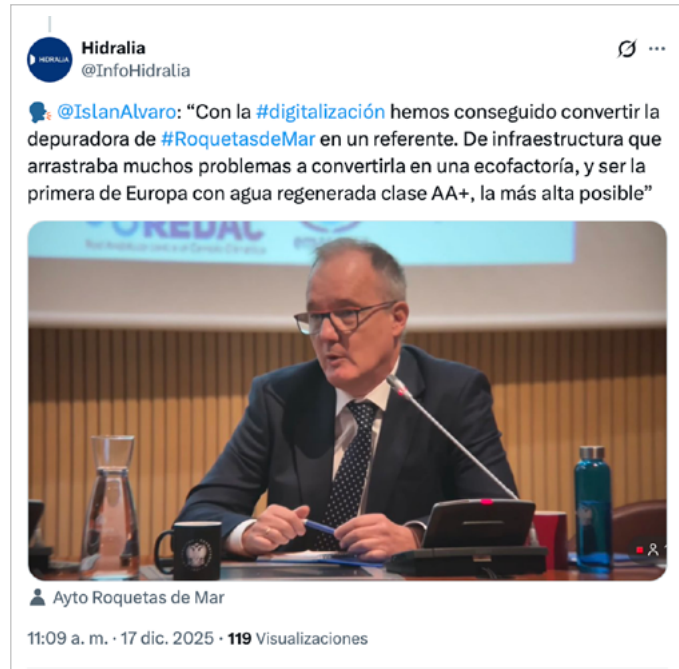 HIDRALIA
Hidralia
@InfoHidralia
@IslanAlvaro: “Con la #digitalización hemos conseguido convertir la
depuradora de #RoquetasdeMar en un referente. De infraestructura que
arrastraba muchos problemas a convertirla en una ecofactoría, y ser la
primera de Europa con agua regenerada clase AA+, la más alta posible”
REDAC
Ayto Roquetas de Mar
11:09 a. m. · 17 dic. 2025 · 119 Visualizaciones